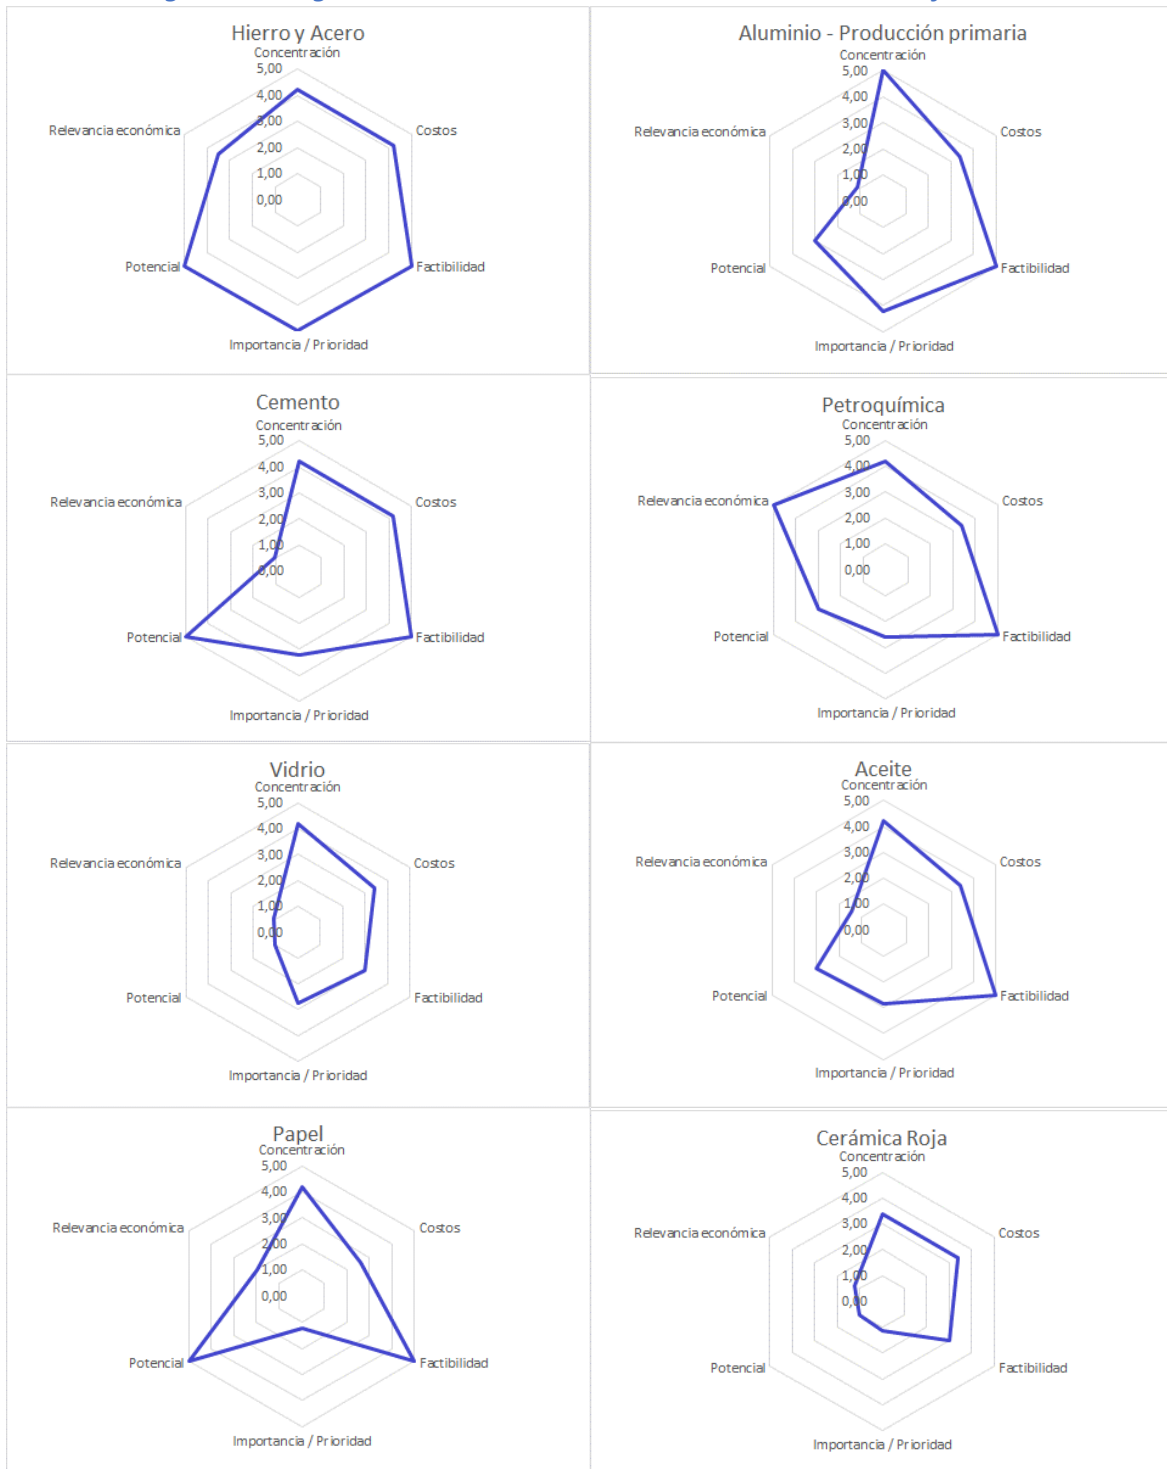 Hierro y Acero
Concentración
5,00
4,00
3,00
2,00
1,00
0,00
Relevancia económica
Costos
Potencial
Factibilidad
Importancia / Prioridad
Aluminio - Producción primaria
Concentración
5,00
4,00
3,00
2,00
1,00
0,00
Relevancia económica
Costos
Potencial
Factibilidad
Importancia / Prioridad
Cemento
Concentración
5,00
4,00
3,00
2,00
1,00
0,00
Relevancia económica
Costos
Potencial
Factibilidad
Importancia / Prioridad
Petroquímica
Concentración
5,00
4,00
3,00
2,00
1,00
0,00
Relevancia económica
Costos
Potencial
Factibilidad
Importancia / Prioridad
Vidrio
Concentración
5,00
4,00
3,00
2,00
1,00
0,00
Relevancia económica
Costos
Potencial
Factibilidad
Importancia / Prioridad
Aceite
Concentración
5,00
4,00
3,00
2,00
1,00
0,00
Relevancia económica
Costos
Potencial
Factibilidad
Importancia / Prioridad
Papel
Concentración
5,00
4,00
3,00
2,00
1,00
0,00
Relevancia económica
Costos
Potencial
Factibilidad
Importancia / Prioridad
Cerámica Roja
Concentración
5,00
4,00
3,00
2,00
1,00
0,00
Relevancia económica
Costos
Potencial
Factibilidad
Importancia / Prioridad